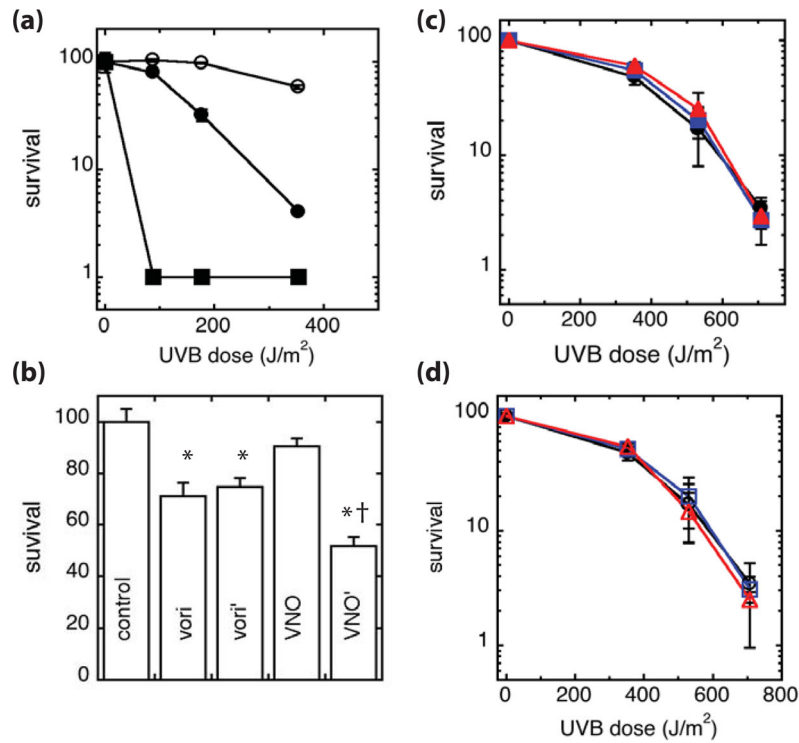 (a)
survival
100
10
1
0
200
400
UVB dose (J/m²)
(b)
suvival
100
80
60
40
20
0
control
vori
*
vori'
*
VNO
VNO'
*†
(c)
survival
100
10
1
0
200
400
600
UVB dose (J/m²)
(d)
survival
100
10
1
0
200
400
600
800
UVB dose (J/m²)